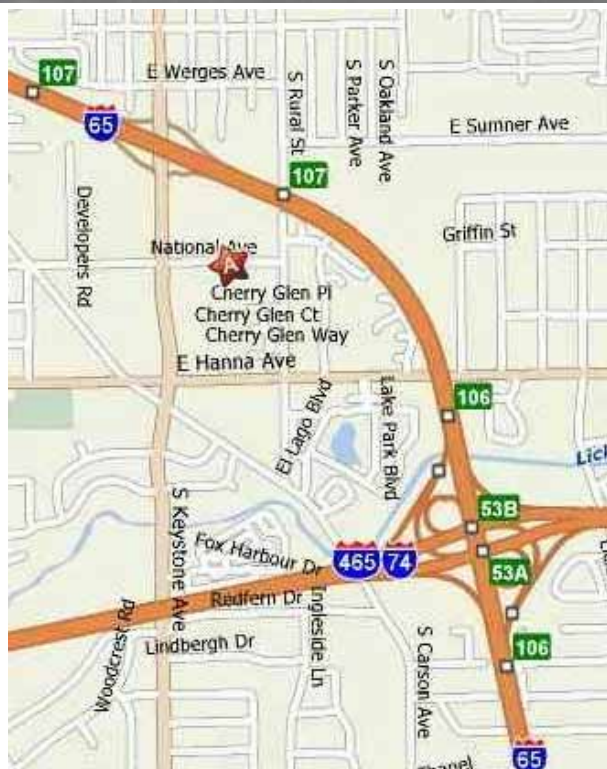 107
E Werges Ave
S Rural St
S Parker Ave
S Oakland Ave
65
E Sumner Ave
107
Developers Rd
Griffin St
National Ave
A
Cherry Glen Pl
Cherry Glen Ct
Cherry Glen Way
E Hanna Ave
106
El Lago Blvd
Lake Park Blvd
Lick
S Keystone Ave
53B
Fox Harbour Dr
465
74
53A
Redfern Dr
Ingleside Ln
Woodcrest Rd
Lindbergh Dr
S Carson Ave
106
65